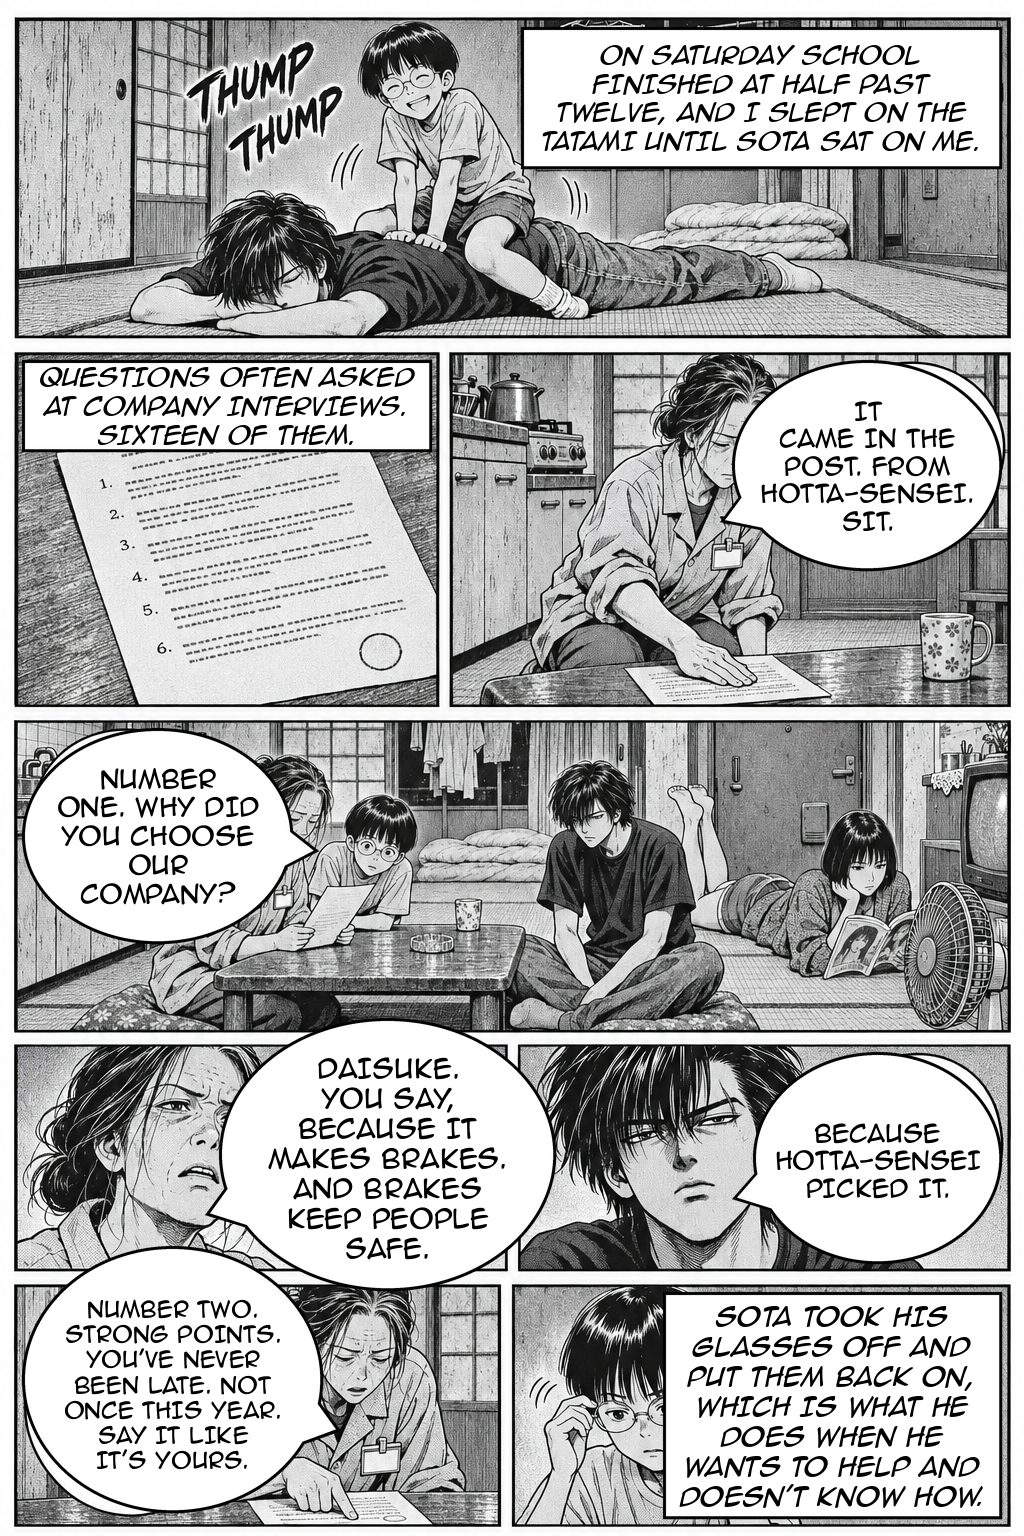 THUMP
THUMP
ON SATURDAY SCHOOL
FINISHED AT HALF PAST
TWELVE, AND I SLEPT ON THE
TATAMI UNTIL SOTA SAT ON ME.
QUESTIONS OFTEN ASKED
AT COMPANY INTERVIEWS.
SIXTEEN OF THEM.
1.
2.
3.
4.
5.
6.
IT
CAME IN THE
POST. FROM
HOTTA-SENSEI.
SIT.
NUMBER
ONE. WHY DID
YOU CHOOSE
OUR
COMPANY?
DAISUKE.
YOU SAY,
BECAUSE IT
MAKES BRAKES.
AND BRAKES
KEEP PEOPLE
SAFE.
BECAUSE
HOTTA-SENSEI
PICKED IT.
NUMBER TWO.
STRONG POINTS.
YOU'VE NEVER
BEEN LATE. NOT
ONCE THIS YEAR.
SAY IT LIKE
IT'S YOURS.
SOTA TOOK HIS
GLASSES OFF AND
PUT THEM BACK ON,
WHICH IS WHAT HE
DOES WHEN HE
WANTS TO HELP AND
DOESN'T KNOW HOW.